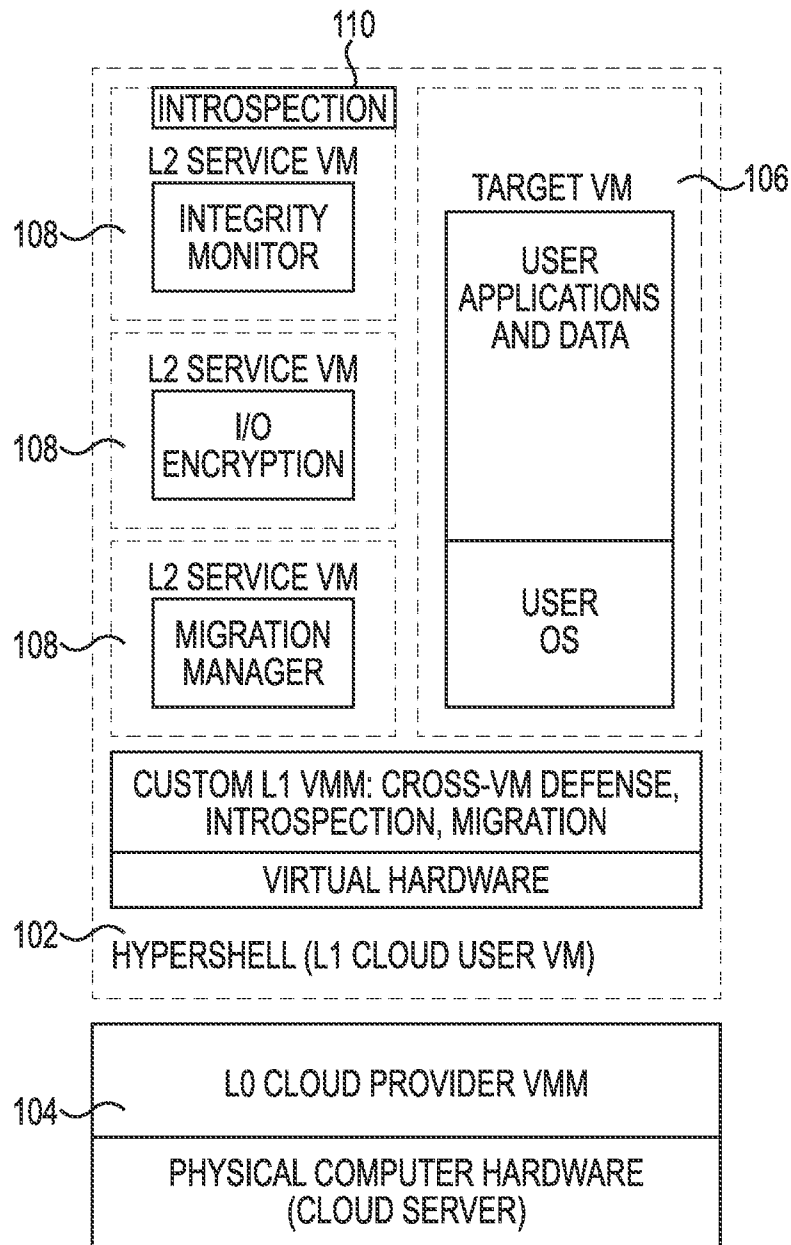 110
INTROSPECTION
L2 SERVICE VM
INTEGRITY
MONITOR
108
TARGET VM
106
USER
APPLICATIONS
AND DATA
L2 SERVICE VM
I/O
ENCRYPTION
108
L2 SERVICE VM
MIGRATION
MANAGER
108
USER
OS
CUSTOM L1 VMM: CROSS-VM DEFENSE,
INTROSPECTION, MIGRATION
VIRTUAL HARDWARE
102
HYPERSHELL (L1 CLOUD USER VM)
L0 CLOUD PROVIDER VMM
104
PHYSICAL COMPUTER HARDWARE
(CLOUD SERVER)